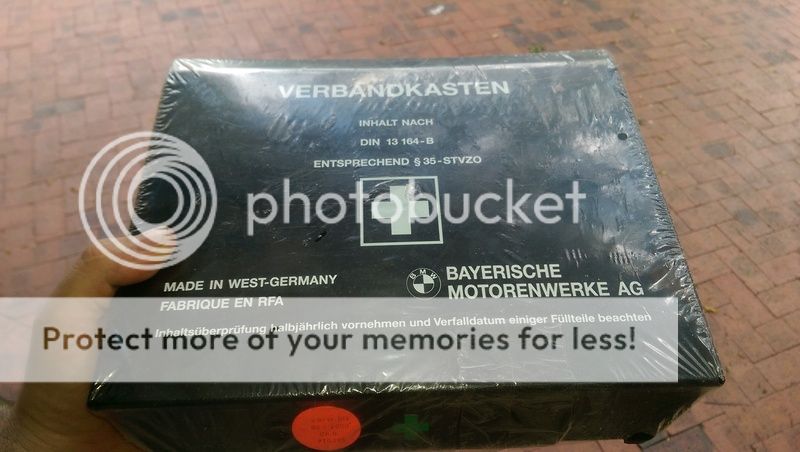 VERBANDKASTEN
INHALT NACH
DIN 13 164-B
ENTSPRECHEND § 35-STVZO
photobucket
MADE IN WEST-GERMANY
FABRIQUE EN RFA
BMW
BAYERISCHE
MOTORENWERKE AG
Inhaltsüberprüfung halbjährlich vornehmen und Verfalldatum einiger Füllteile beachten
Protect more of your memories for less!